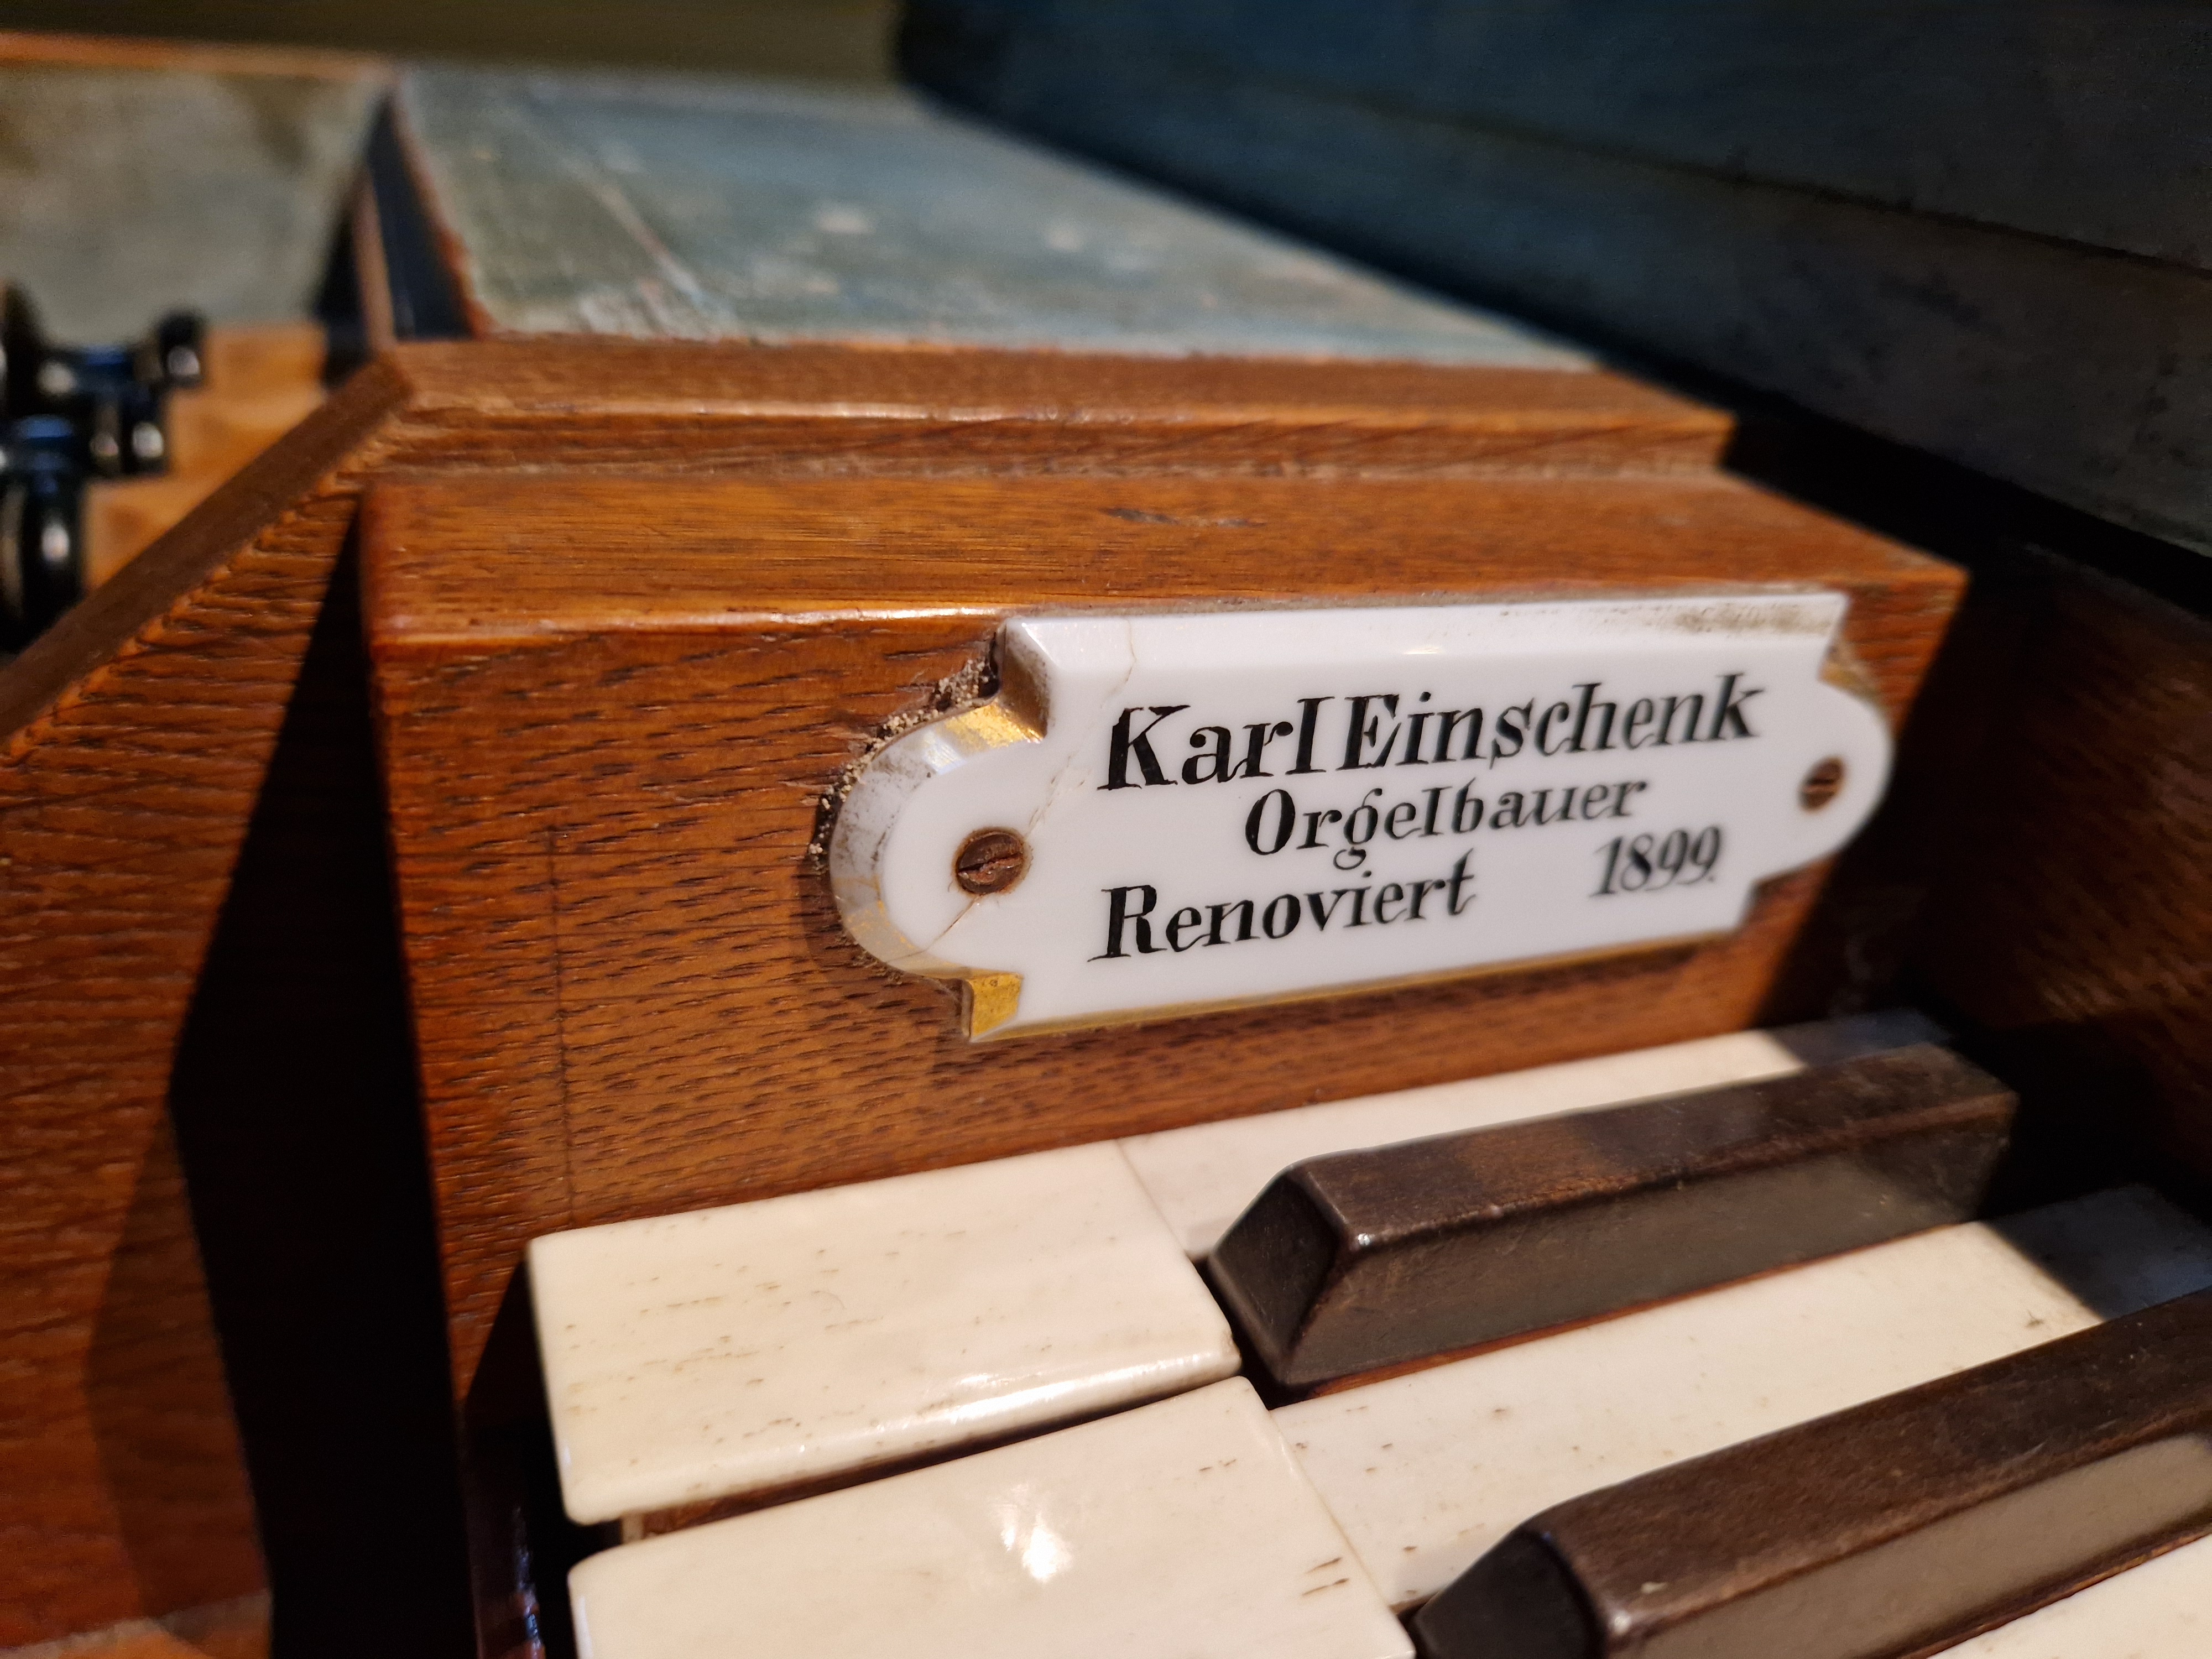 Karl Einschenk
Orgelbauer
Renoviert 1899.